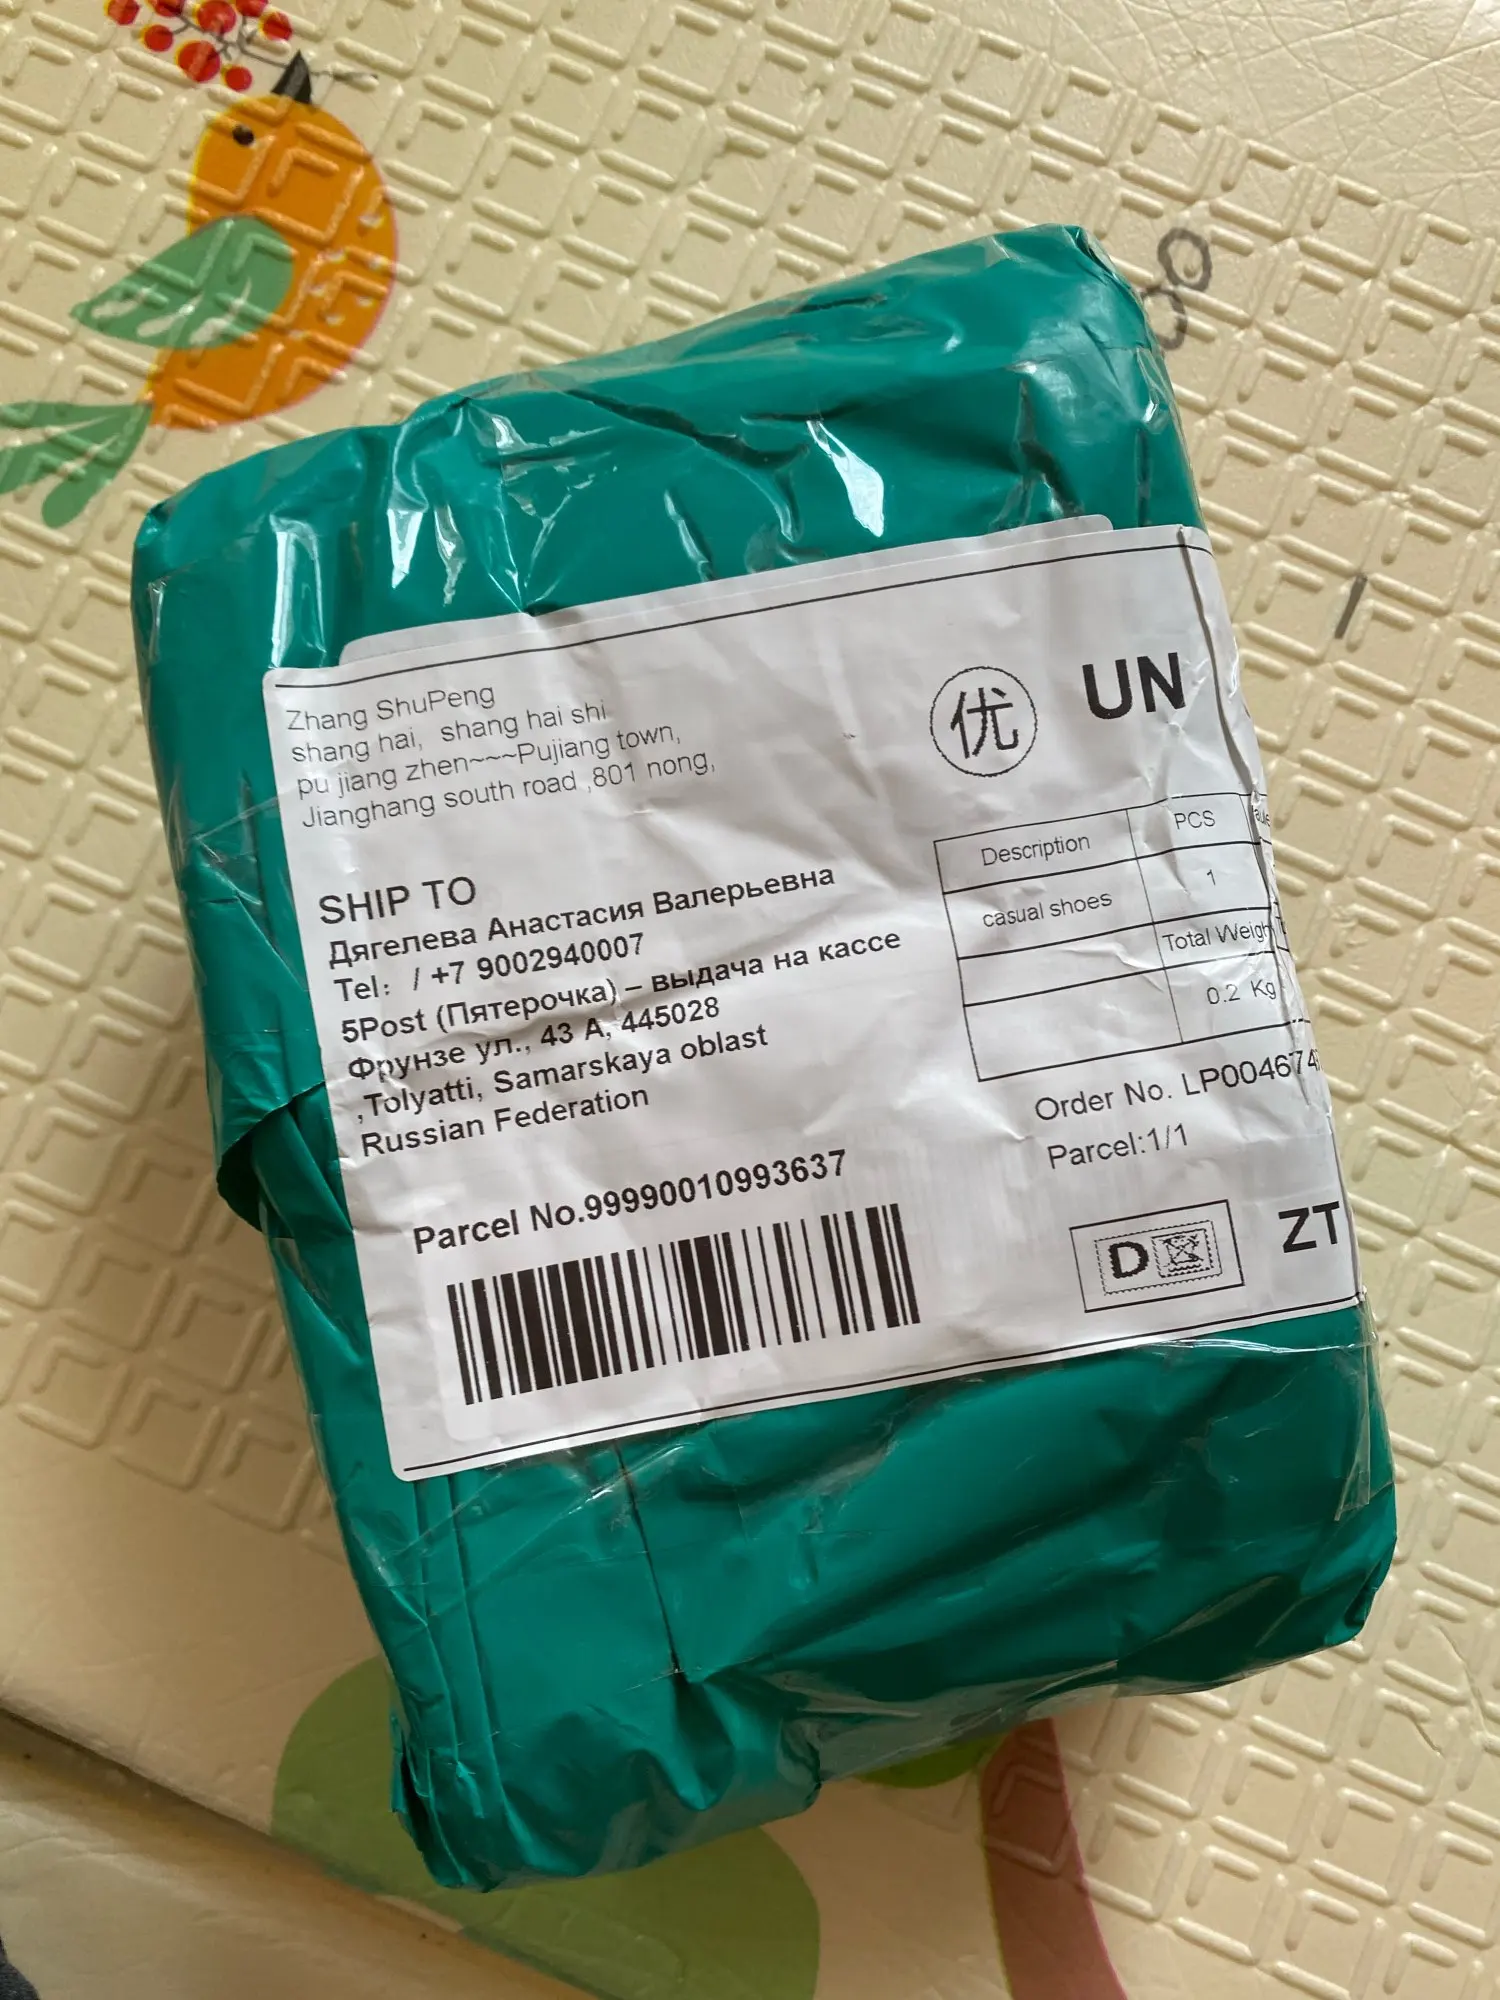 Zhang ShuPeng
shang hai, shang hai shi
pu jiang zhen~~~Pujiang town,
Jianghang south road ,801 nong,
优
UN
SHIP TO
Дягелева Анастасия Валерьевна
Tel: / +7 9002940007
5Post (Пятерочка) – выдача на кассе
Фрунзе ул., 43 А, 445028
,Tolyatti, Samarskaya oblast
Russian Federation
Description PCS
casual shoes 1
Total Weigh
0.2 Kg
Order No. LP0046774
Parcel:1/1
Parcel No.99990010993637
D
ZT